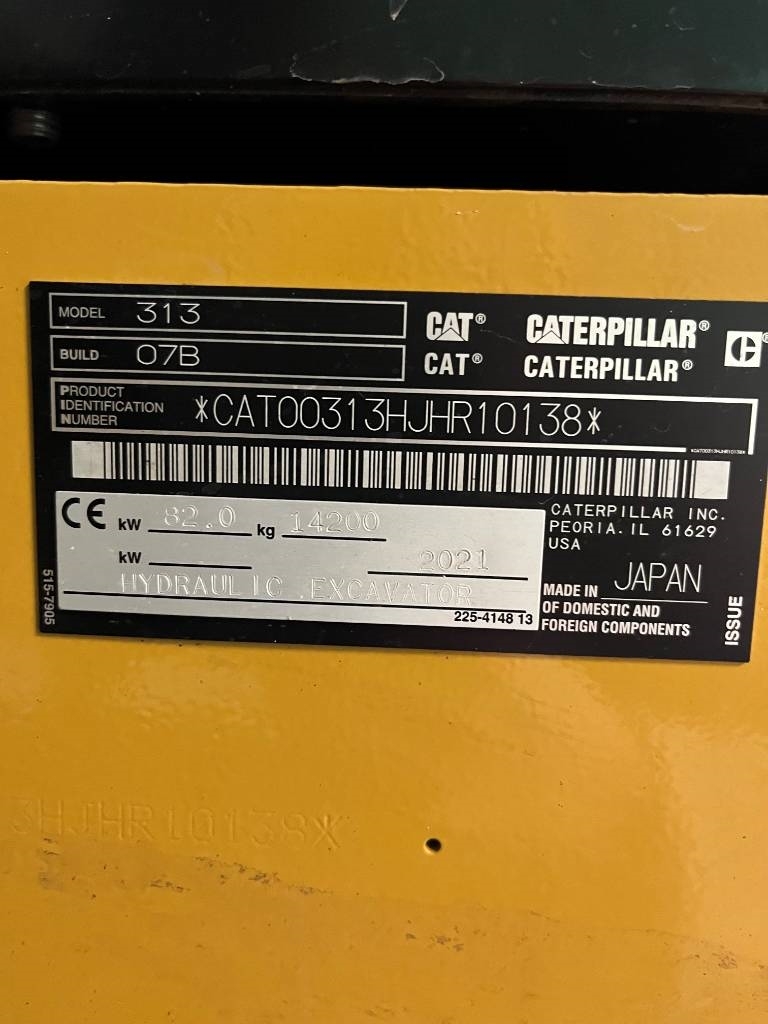 MODEL 313
BUILD 07B
CAT® CATERPILLAR®
CAT® CATERPILLAR®
PRODUCT
IDENTIFICATION
NUMBER
*CAT00313HJHR10138*
*CAT00313HJHR10138*
CE kW 82.0 kg 14200
kW 2021
HYDRAULIC EXCAVATOR
225-4148 13
515-7905
CATERPILLAR INC.
PEORIA. IL 61629
USA
MADE IN JAPAN
OF DOMESTIC AND
FOREIGN COMPONENTS
ISSUE
3HJHR10138*